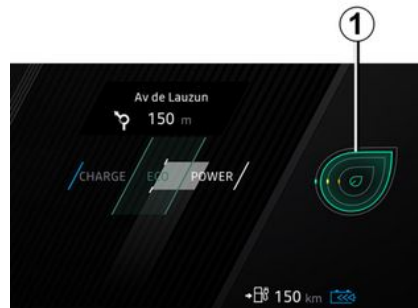 1
Av de Lauzun
150 m
CHARGE ECO POWER
150 km